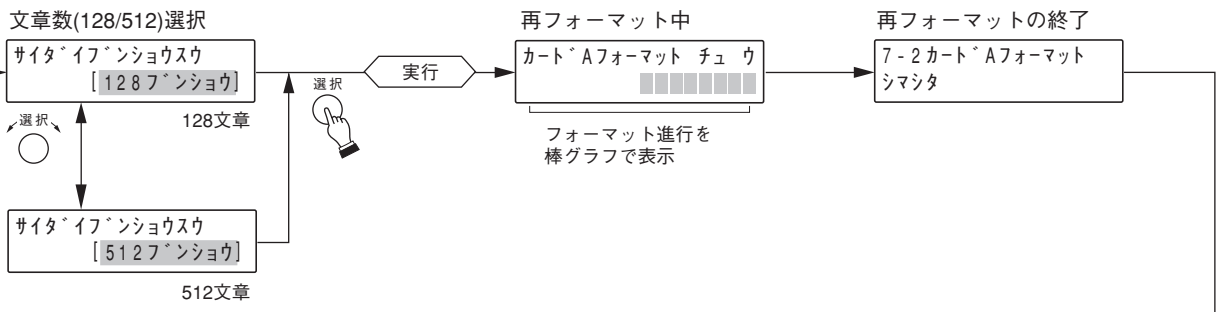 文章数(128/512)選択
サイダイブンショウスウ
[128ブンショウ]
128文章
選択
サイダイブンショウスウ
[512ブンショウ]
512文章
選択
実行
再フォーマット中
カードAフォーマット チュウ
フォーマット進行を
棒グラフで表示
再フォーマットの終了
7-2カードAフォーマット
シマシタ